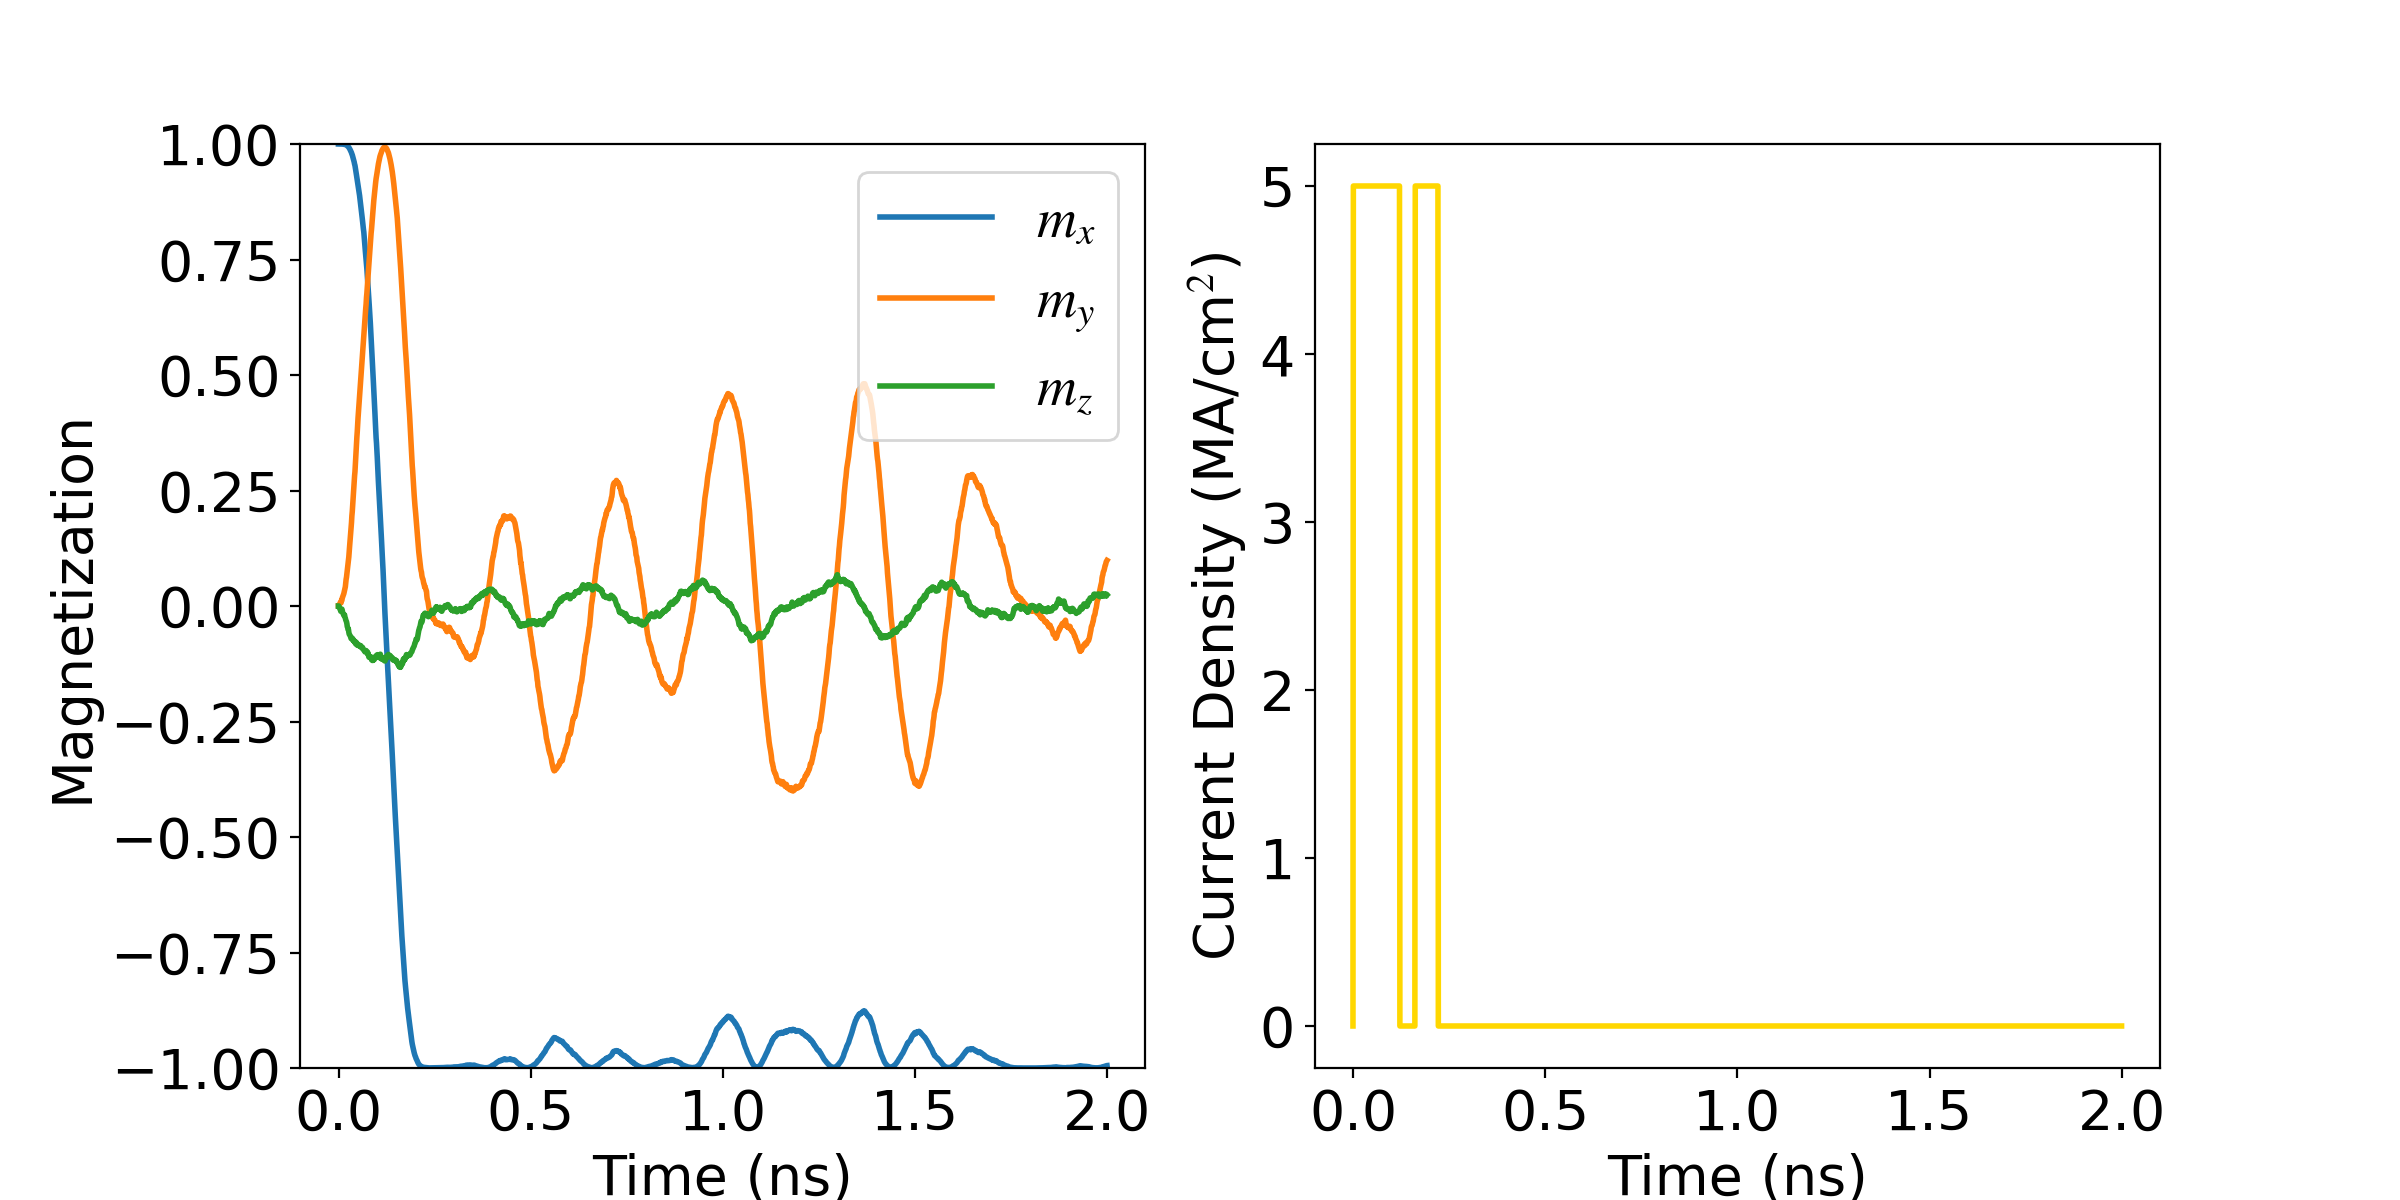 1.00
0.75
0.50
0.25
0.00
−0.25
−0.50
−0.75
−1.00
Magnetization
0.0 0.5 1.0 1.5 2.0
Time (ns)
m_x
m_y
m_z
5
4
3
2
1
0
Current Density (MA/cm²)
0.0 0.5 1.0 1.5 2.0
Time (ns)